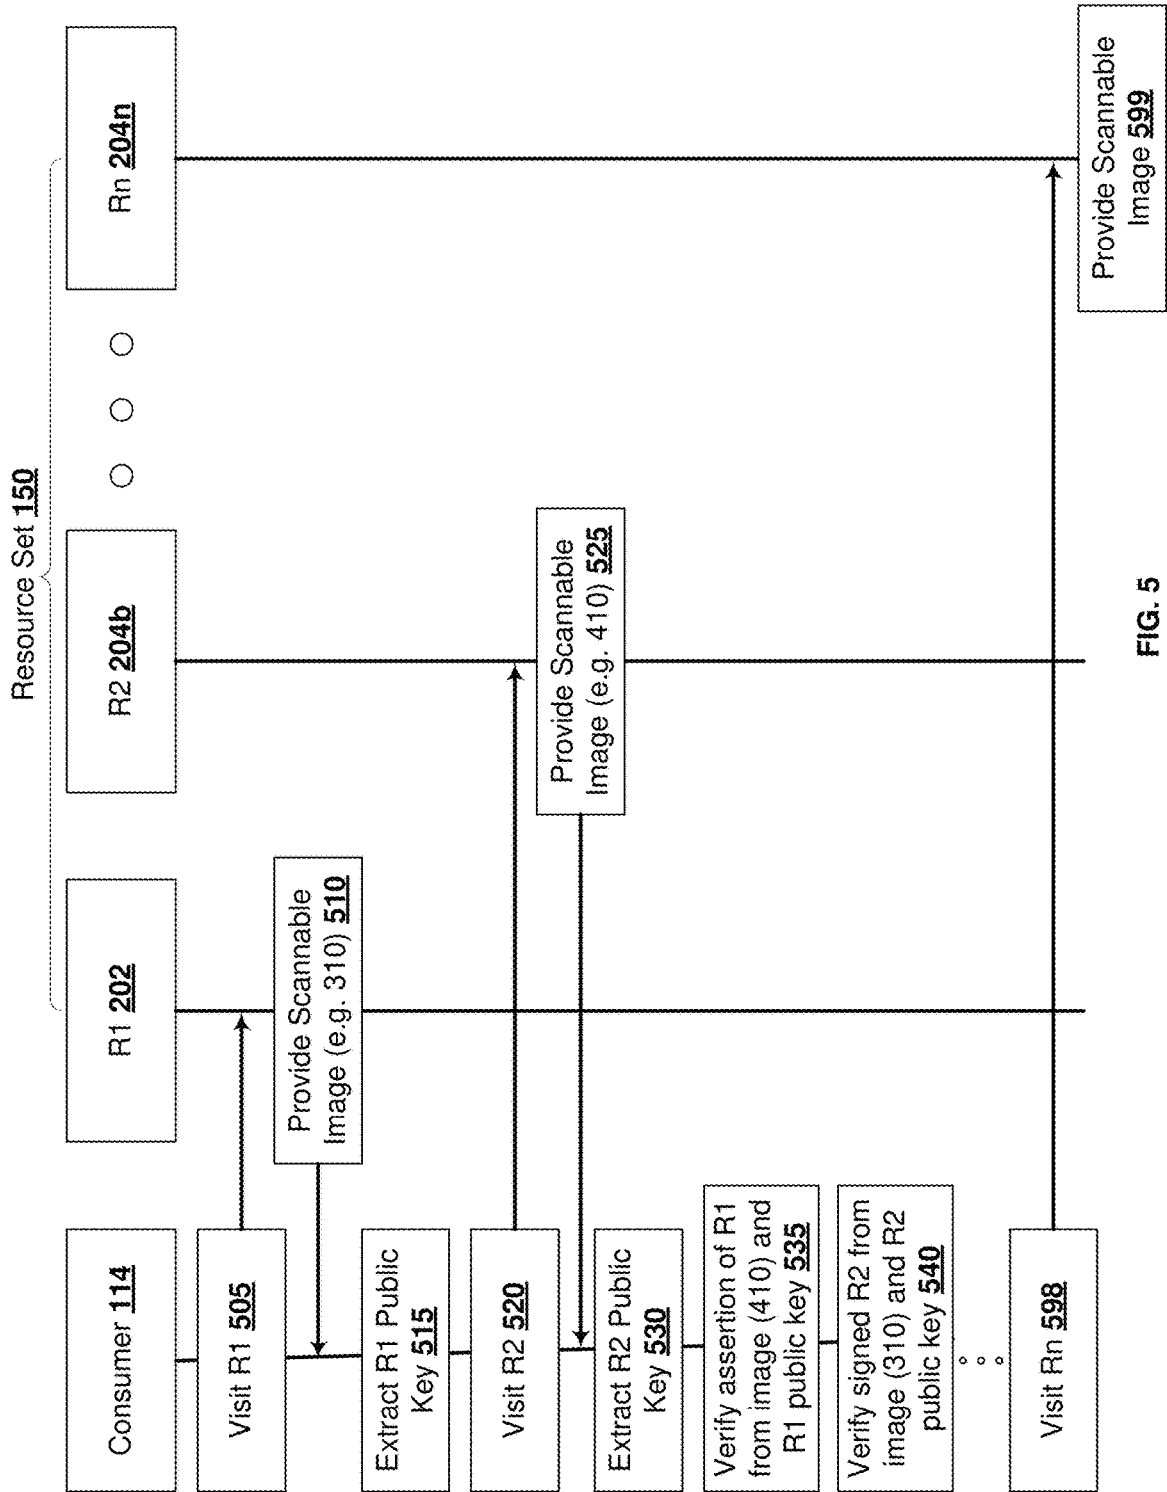 Resource Set 150
Consumer 114
R1 202
R2 204b
Rn 204n
Visit R1 505
Provide Scannable
Image (e.g. 310) 510
Extract R1 Public
Key 515
Visit R2 520
Provide Scannable
Image (e.g. 410) 525
Extract R2 Public
Key 530
Verify assertion of R1
from image (410) and
R1 public key 535
Verify signed R2 from
image (310) and R2
public key 540
Visit Rn 598
Provide Scannable
Image 599
FIG. 5